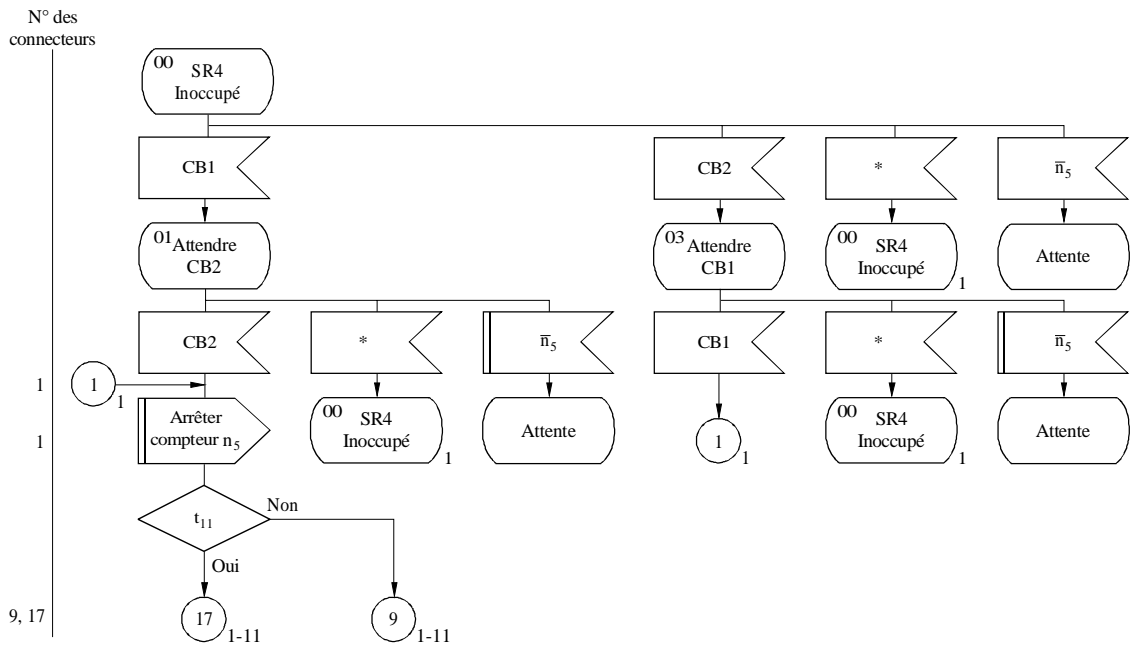 N° des
connecteurs
00 SR4
Inoccupé
CB1
CB2
*
n̅5
01 Attendre
CB2
03 Attendre
CB1
00 SR4
Inoccupé
1
Attente
CB2
*
n̅5
CB1
*
n̅5
1
1
1
1
Arrêter
compteur n5
00 SR4
Inoccupé
1
Attente
1
1
00 SR4
Inoccupé
1
Attente
t11
Non
Oui
9, 17
17
1-11
9
1-11